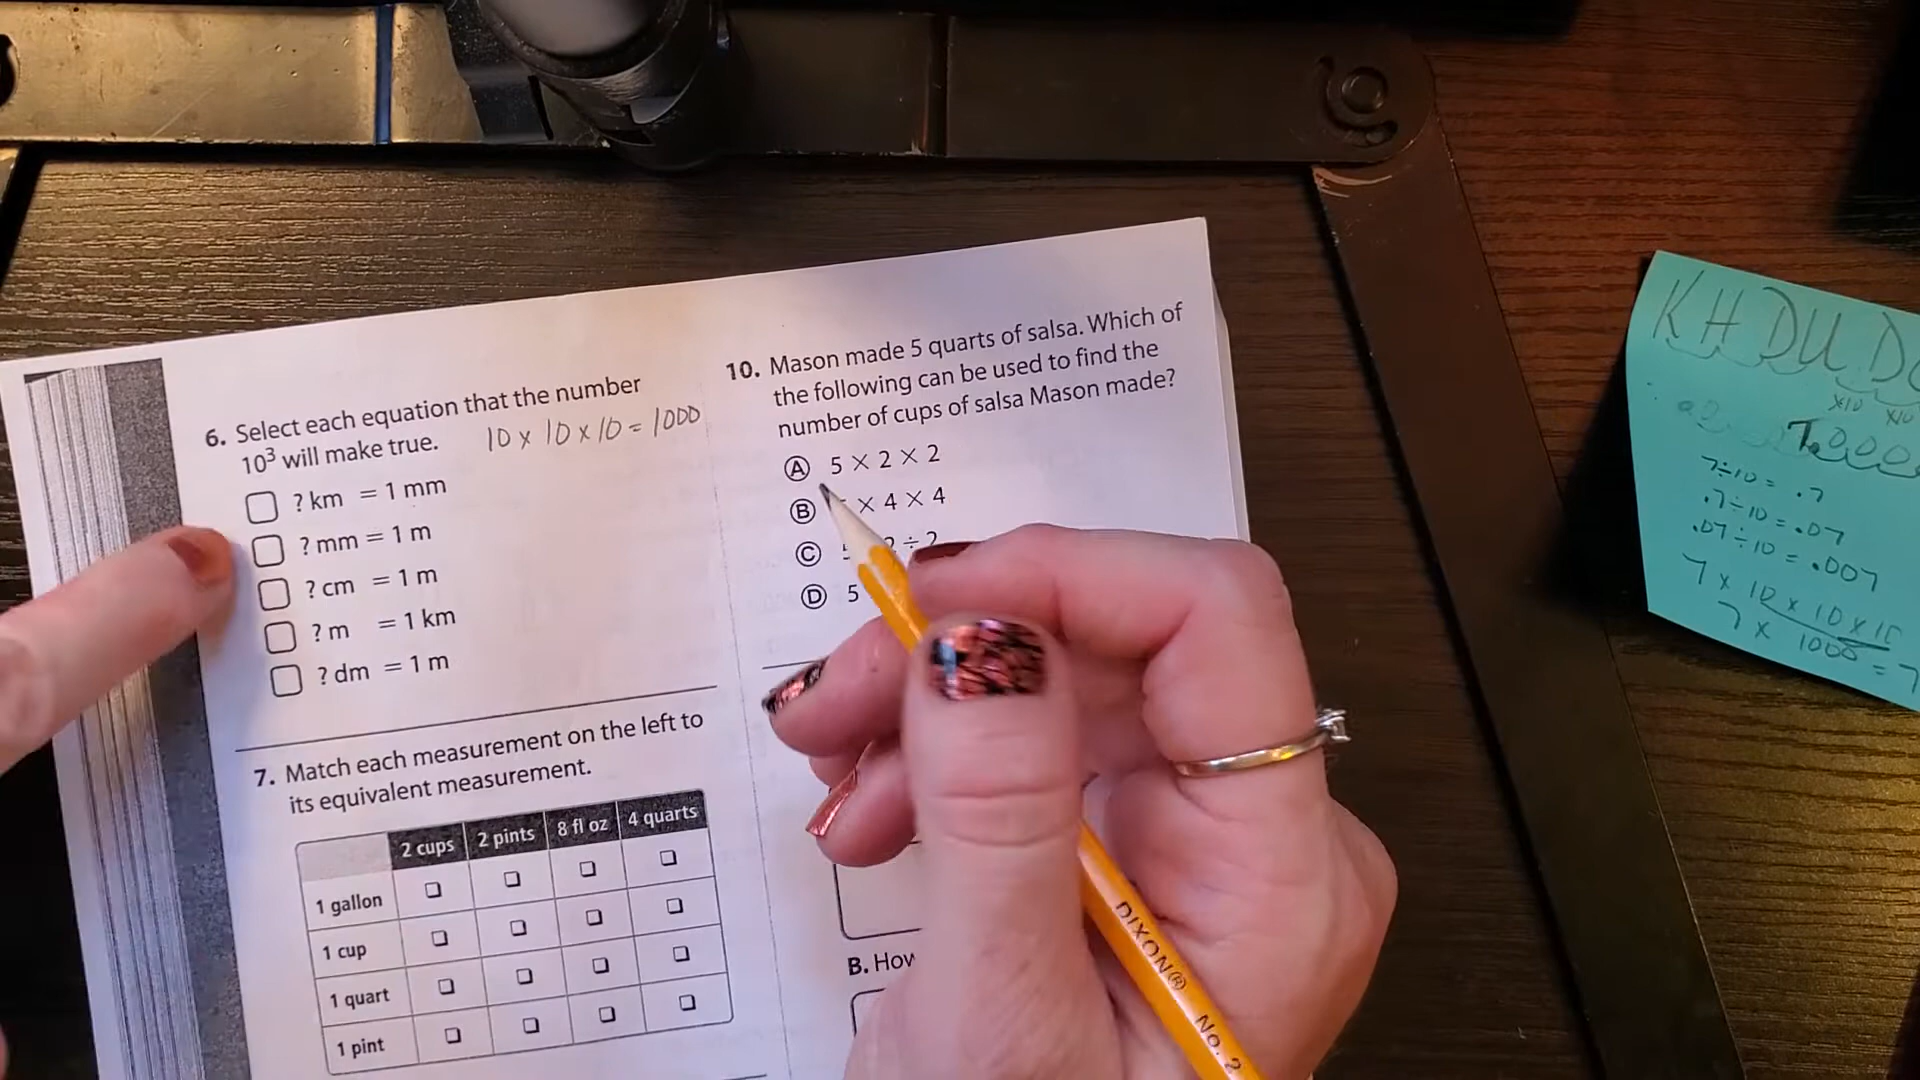 6. Select each equation that the number
10³ will make true.
10 x 10 x 10 = 1000
? km = 1 mm
? mm = 1 m
? cm = 1 m
? m = 1 km
? dm = 1 m
7. Match each measurement on the left to
its equivalent measurement.
2 cups 2 pints 8 fl oz 4 quarts
1 gallon
1 cup
1 quart
1 pint
10. Mason made 5 quarts of salsa. Which of
the following can be used to find the
number of cups of salsa Mason made?
A 5 × 2 × 2
B × 4 × 4
C 2 ÷ 2
D 5
B. How
DIXON® No. 2
K H D U D
x10 x10
7÷10 = .7
.7÷10 = .07
.07÷10 = .007
7 x 10 x 10 x 10
7 x 1000 = 7